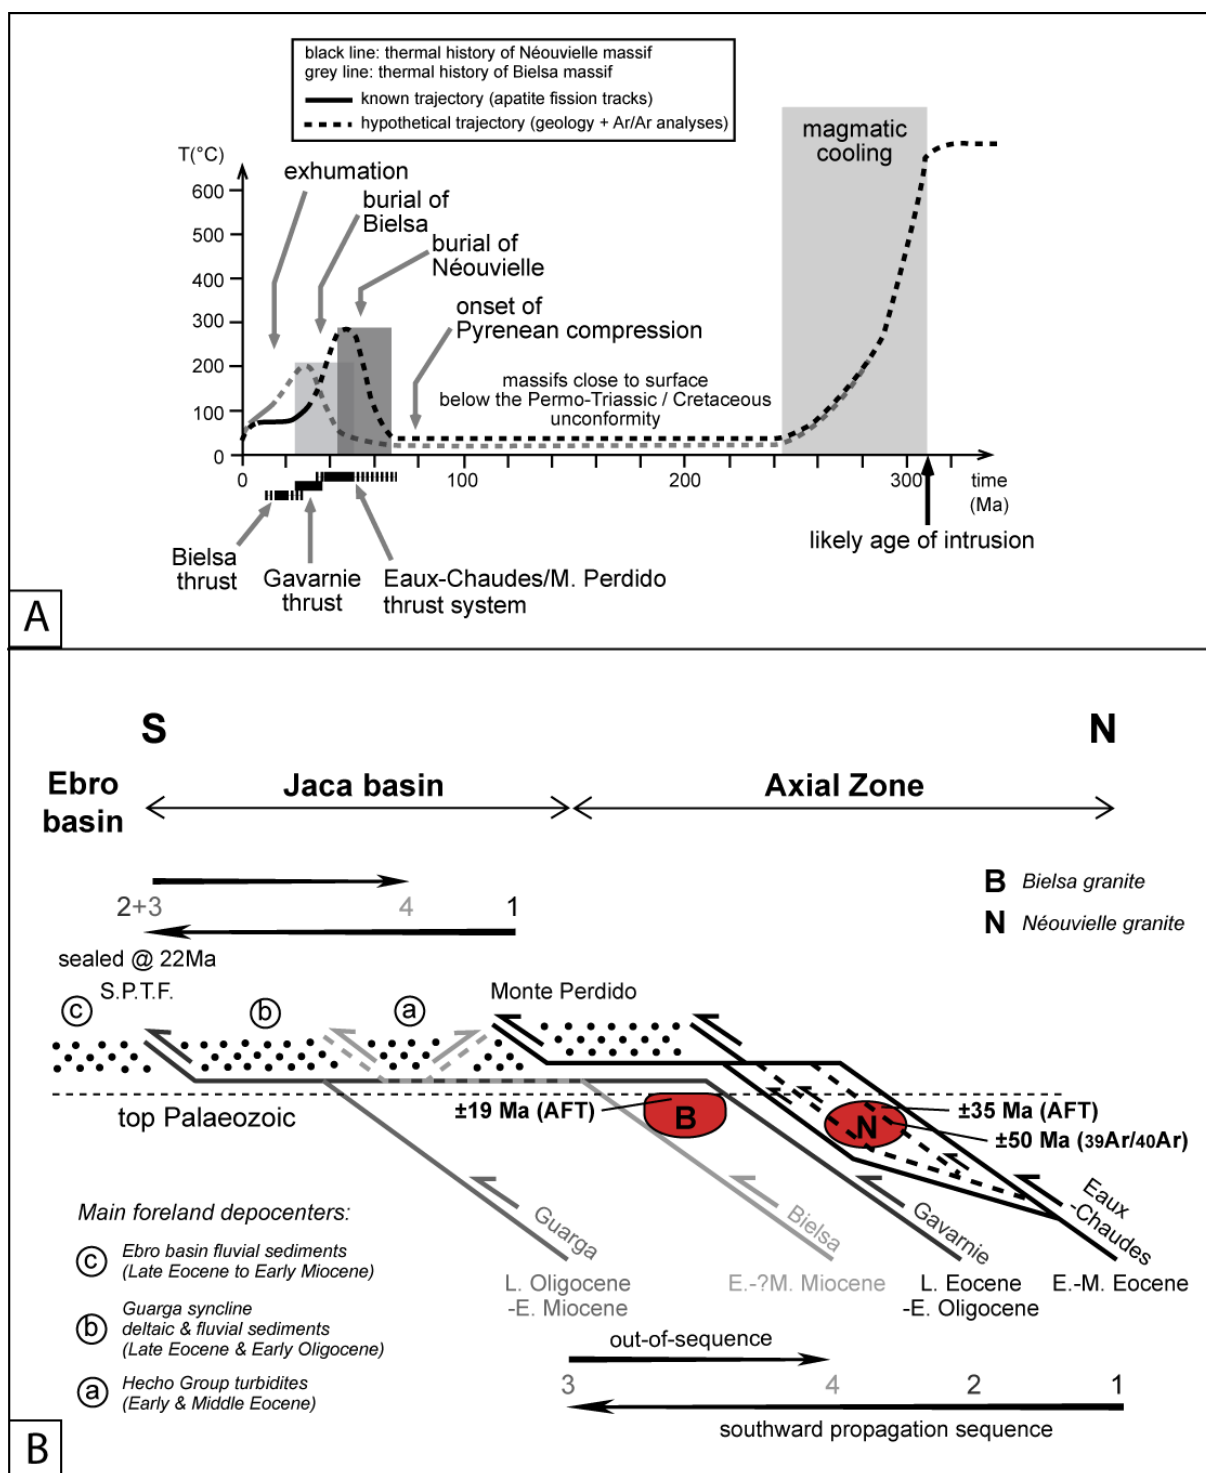 black line: thermal history of Néouvielle massif
grey line: thermal history of Bielsa massif
known trajectory (apatite fission tracks)
hypothetical trajectory (geology + Ar/Ar analyses)
T(°C)
600
500
400
300
200
100
0
exhumation
burial of
Bielsa
burial of
Néouvielle
onset of
Pyrenean compression
massifs close to surface
below the Permo-Triassic / Cretaceous
unconformity
magmatic
cooling
0
100
200
300
time
(Ma)
likely age of intrusion
Bielsa
thrust
Gavarnie
thrust
Eaux-Chaudes/M. Perdido
thrust system
A
S
N
Ebro
basin
Jaca basin
Axial Zone
2+3
4
1
sealed @ 22Ma
B Bielsa granite
N Néouvielle granite
S.P.T.F.
Monte Perdido
c
b
a
top Palaeozoic
±19 Ma (AFT)
B
N
±35 Ma (AFT)
±50 Ma (39Ar/40Ar)
Guarga
Bielsa
Gavarnie
Eaux
-Chaudes
L. Oligocene
-E. Miocene
E.-?M. Miocene
L. Eocene
-E. Oligocene
E.-M. Eocene
Main foreland depocenters:
c Ebro basin fluvial sediments
(Late Eocene to Early Miocene)
b Guarga syncline
deltaic & fluvial sediments
(Late Eocene & Early Oligocene)
a Hecho Group turbidites
(Early & Middle Eocene)
out-of-sequence
3
4
2
1
southward propagation sequence
B